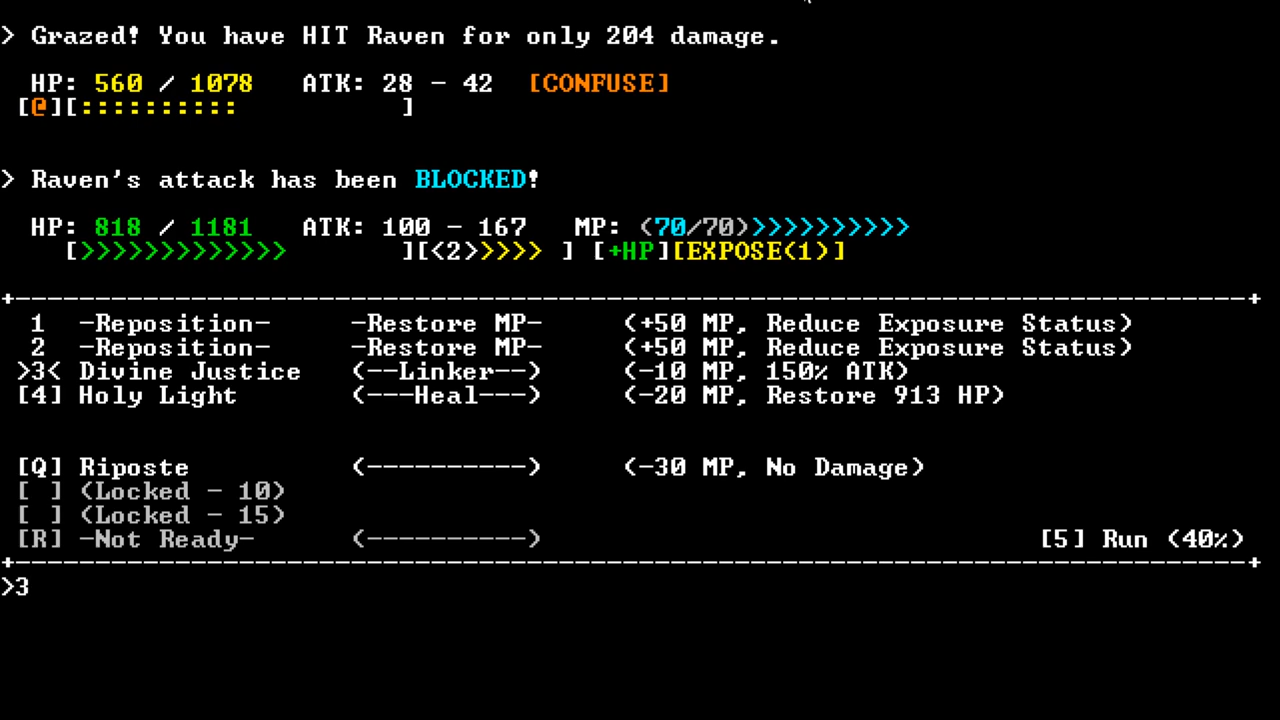 > Grazed! You have HIT Raven for only 204 damage.
HP: 560 / 1078 ATK: 28 - 42 [CONFUSE]
[@][:::::::::: ]
> Raven's attack has been BLOCKED!
HP: 818 / 1181 ATK: 100 - 167 MP: (70/70)>>>>>>>>>>
[>>>>>>>>>>>>> ][<2>>>>> ] [+HP][EXPOSE(1)]
+------------------------------------------------------------------------------+
1 -Reposition- -Restore MP- (+50 MP, Reduce Exposure Status)
2 -Reposition- -Restore MP- (+50 MP, Reduce Exposure Status)
>3< Divine Justice (--Linker--) (-10 MP, 150% ATK)
[4] Holy Light (---Heal---) (-20 MP, Restore 913 HP)
[Q] Riposte (----------) (-30 MP, No Damage)
[ ] (Locked - 10)
[ ] (Locked - 15)
[R] -Not Ready- (----------) [5] Run (40%)
+------------------------------------------------------------------------------+
>3